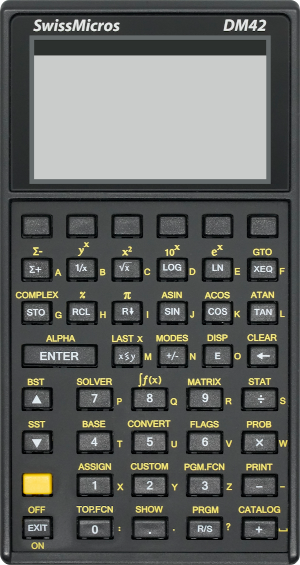 SwissMicros DM42
Σ- yˣ x² 10ˣ eˣ GTO
Σ+ A 1/x B √x C LOG D LN E XEQ F
COMPLEX % π ASIN ACOS ATAN
STO G RCL H R↓ I SIN J COS K TAN L
ALPHA LAST x MODES DISP CLEAR
ENTER x≶y M +/- N E O ←
BST SOLVER ∫f(x) MATRIX STAT
▲ 7 P 8 Q 9 R ÷ S
SST BASE CONVERT FLAGS PROB
▼ 4 T 5 U 6 V × W
ASSIGN CUSTOM PGM.FCN PRINT
1 X 2 Y 3 Z − −
OFF TOP.FCN SHOW PRGM CATALOG
EXIT 0 : . . R/S ? + ⎵
ON